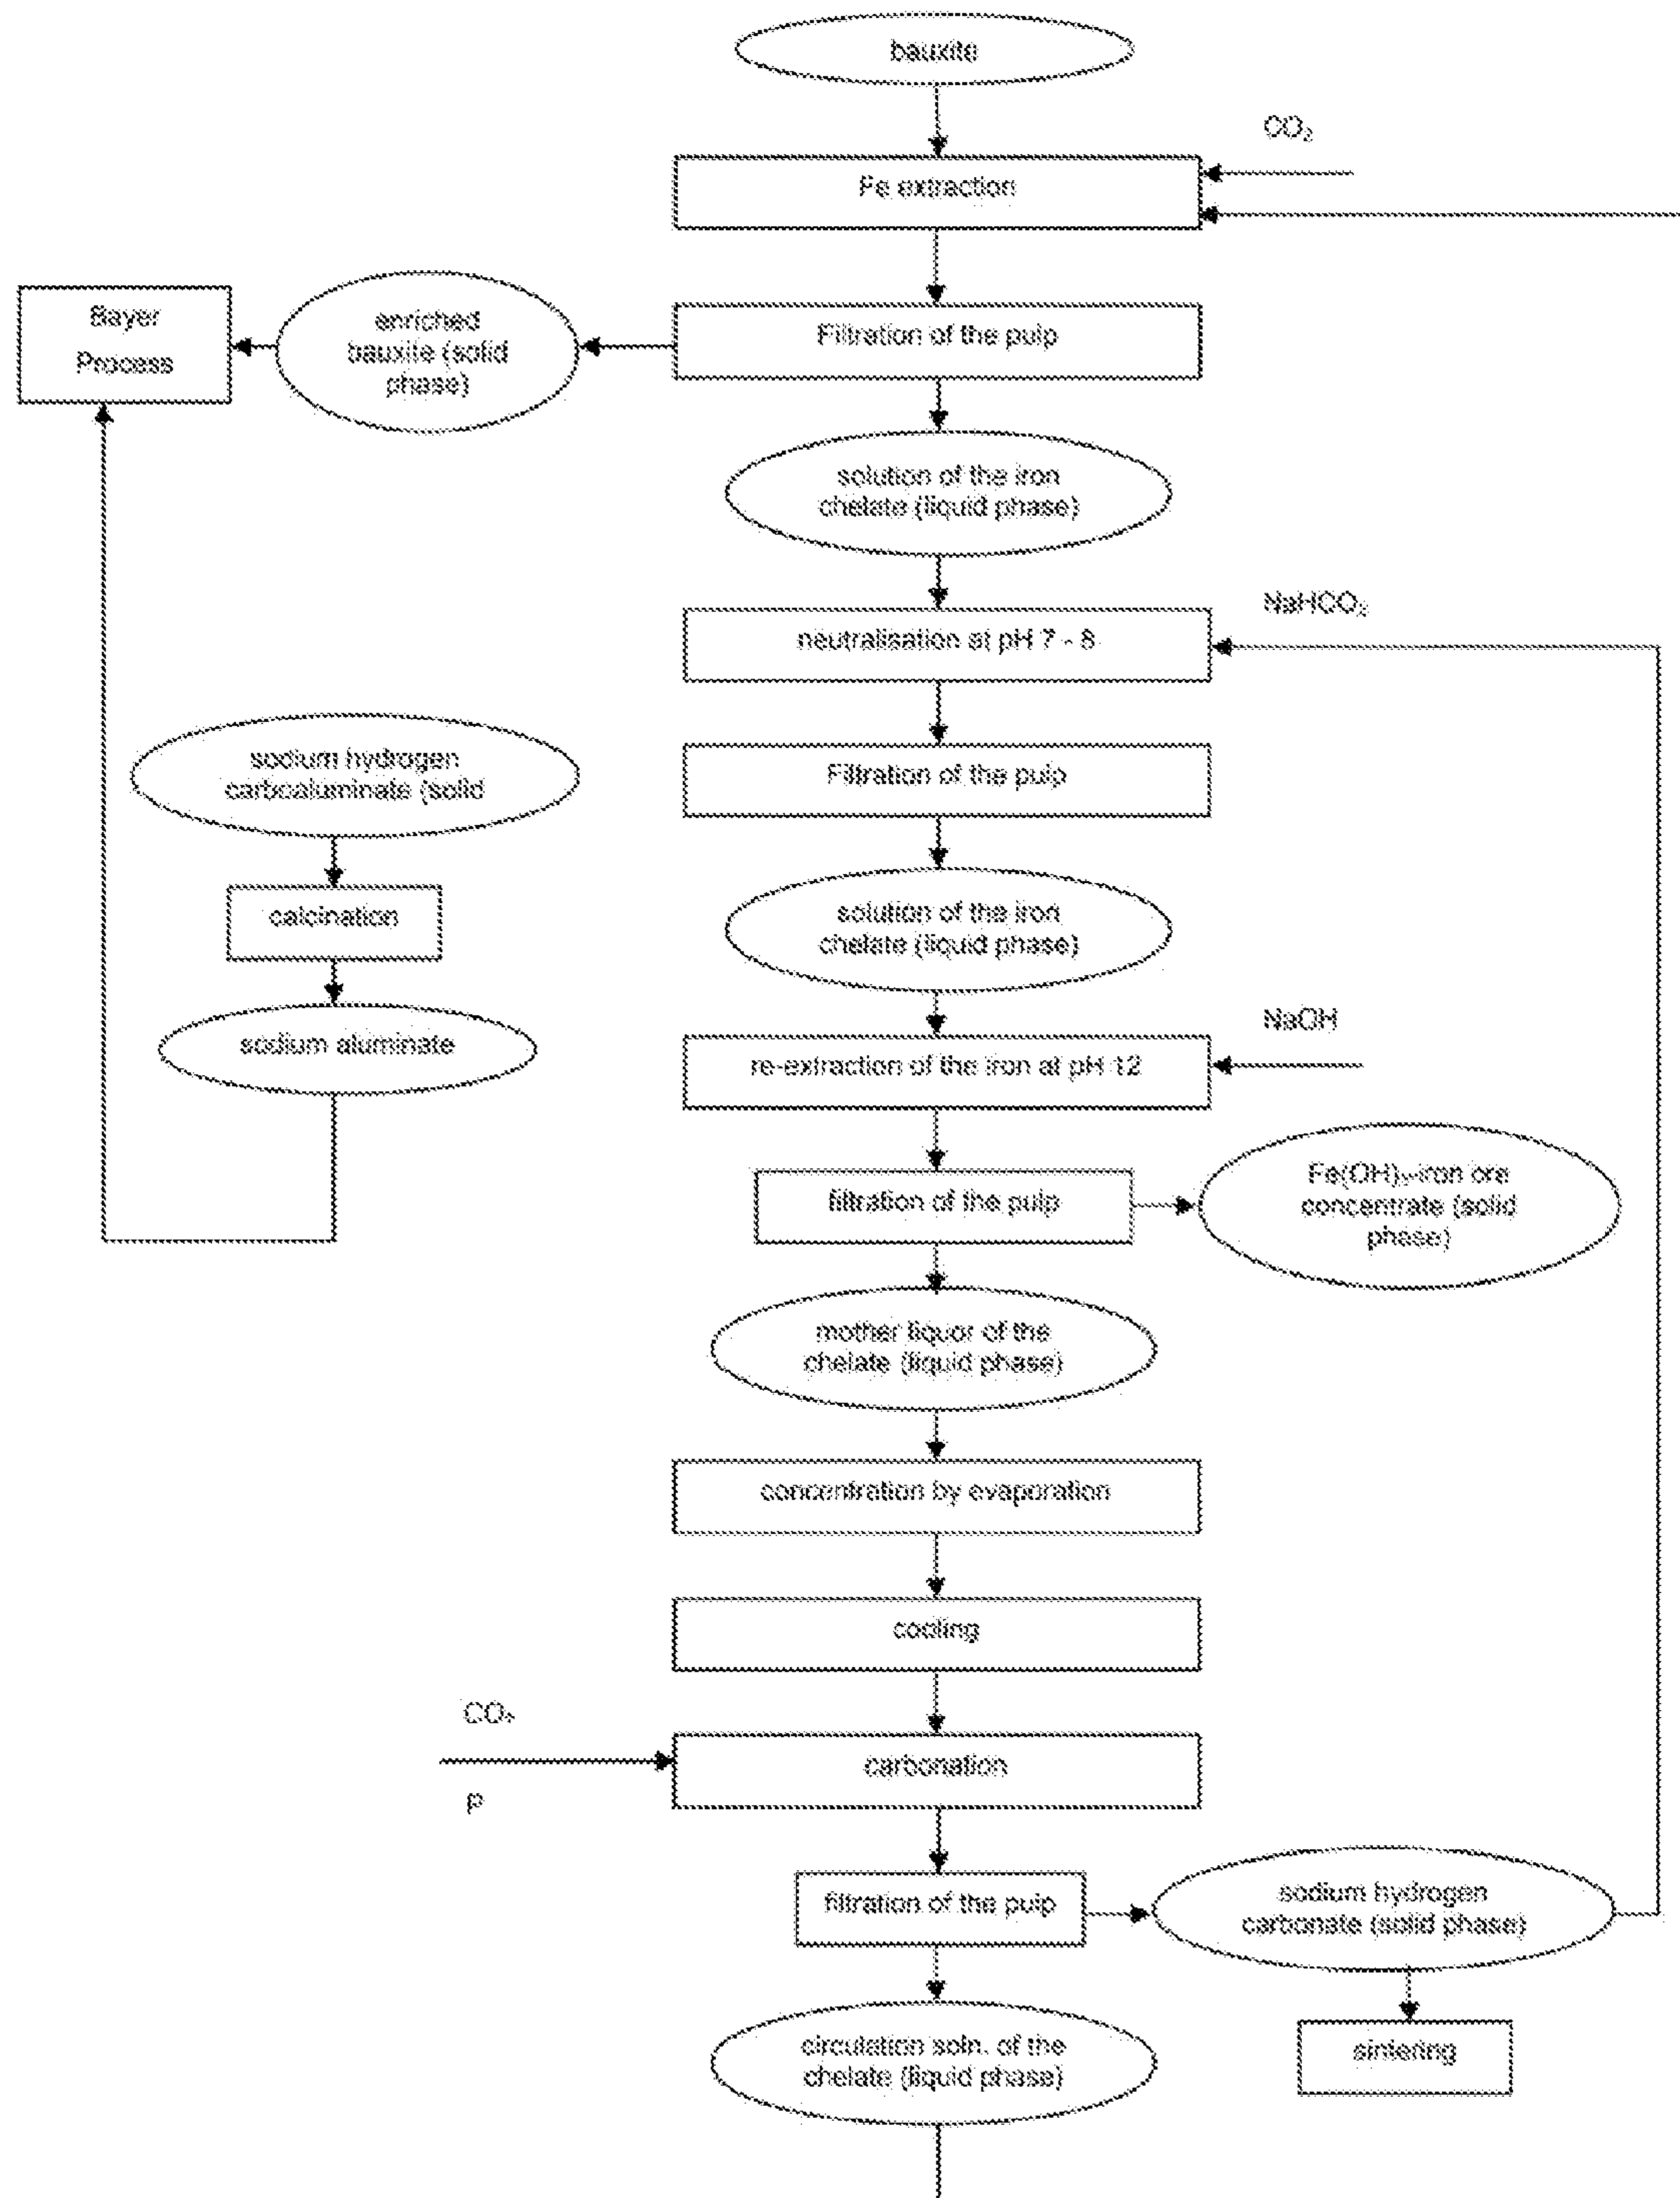 bauxite
CO₂
Fe extraction
Bayer
Process
enriched
bauxite (solid
phase)
Filtration of the pulp
solution of the iron
chelate (liquid phase)
NaHCO₃
neutralisation at pH 7 - 8
sodium hydrogen
carboaluminate (solid
Filtration of the pulp
calcination
solution of the iron
chelate (liquid phase)
sodium aluminate
NaOH
re-extraction of the iron at pH 12
filtration of the pulp
Fe(OH)₃-iron ore
concentrate (solid
phase)
mother liquor of the
chelate (liquid phase)
concentration by evaporation
cooling
CO₂
carbonation
P
filtration of the pulp
sodium hydrogen
carbonate (solid phase)
circulation soln. of the
chelate (liquid phase)
sintering